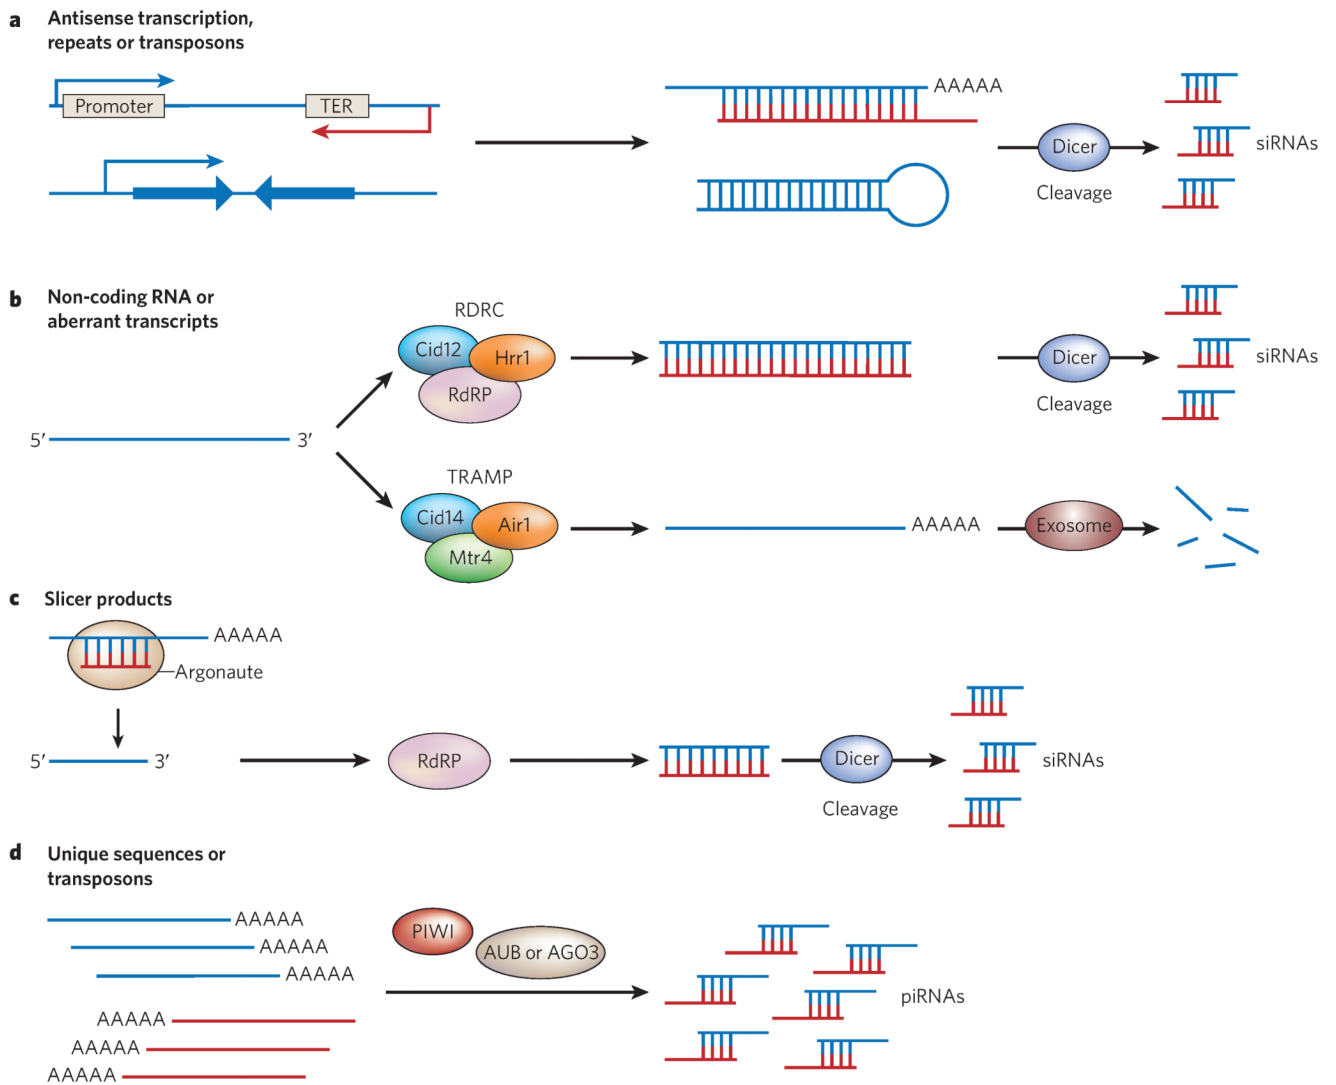 a Antisense transcription,
repeats or transposons
Promoter
TER
AAAAA
Dicer
Cleavage
siRNAs
b Non-coding RNA or
aberrant transcripts
5′
3′
RDRC
Cid12
Hrr1
RdRP
Dicer
Cleavage
siRNAs
TRAMP
Cid14
Air1
Mtr4
AAAAA
Exosome
c Slicer products
AAAAA
Argonaute
5′
3′
RdRP
Dicer
Cleavage
siRNAs
d Unique sequences or
transposons
AAAAA
AAAAA
AAAAA
AAAAA
AAAAA
AAAAA
PIWI
AUB or AGO3
piRNAs